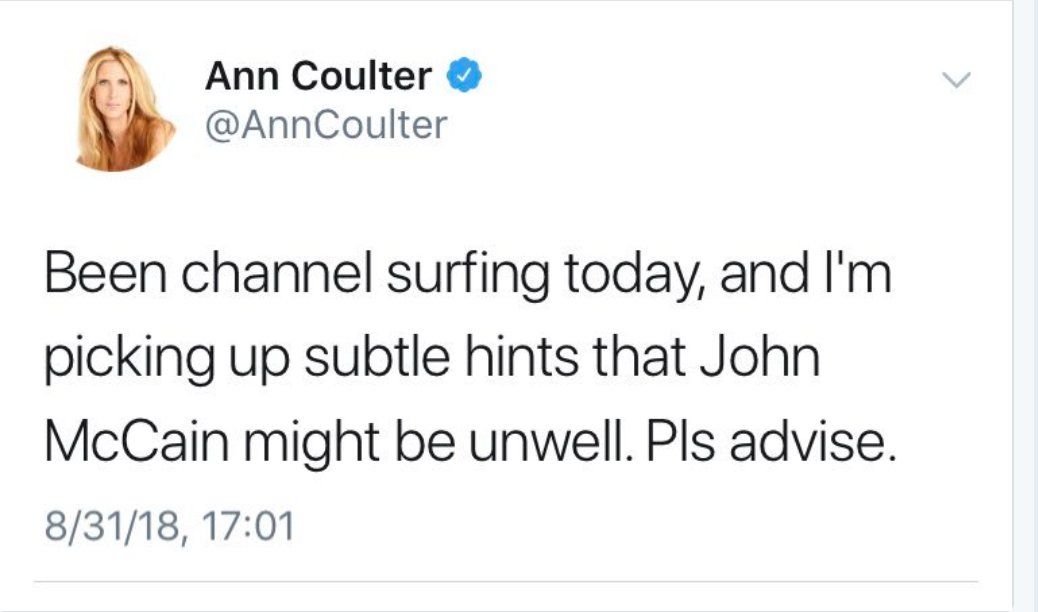 Ann Coulter
@AnnCoulter
Been channel surfing today, and I'm
picking up subtle hints that John
McCain might be unwell. Pls advise.
8/31/18, 17:01